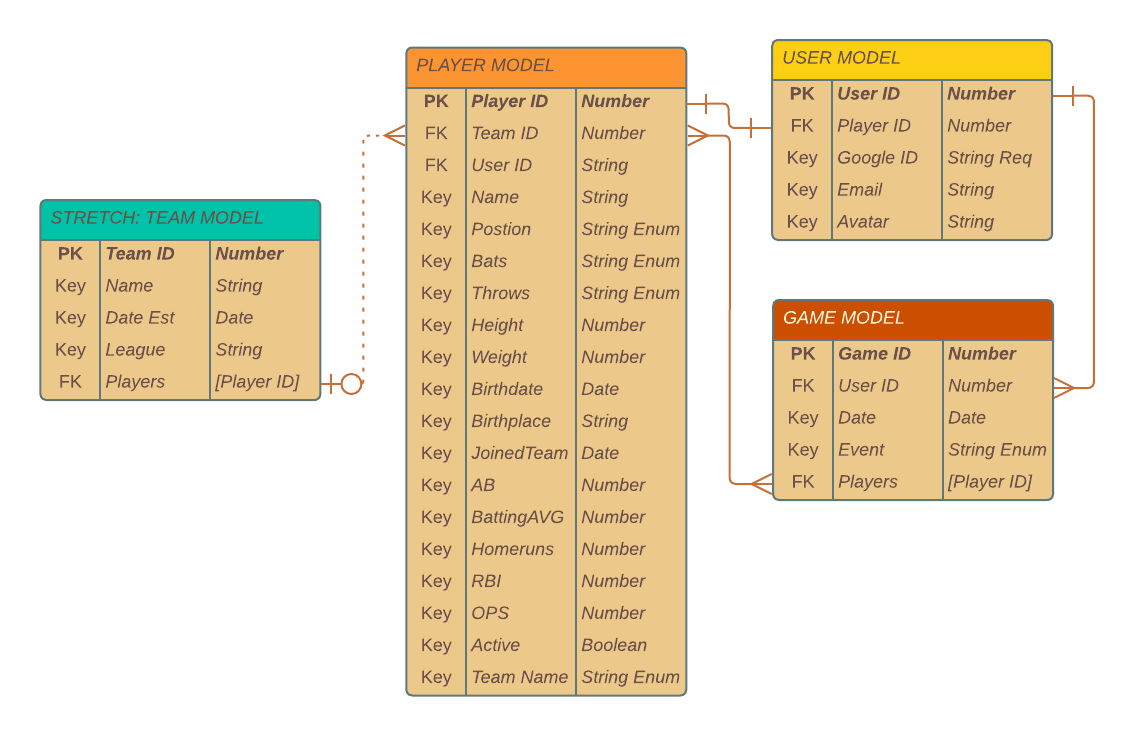 PLAYER MODEL
PK Player ID Number
FK Team ID Number
FK User ID String
Key Name String
Key Postion String Enum
Key Bats String Enum
Key Throws String Enum
Key Height Number
Key Weight Number
Key Birthdate Date
Key Birthplace String
Key JoinedTeam Date
Key AB Number
Key BattingAVG Number
Key Homeruns Number
Key RBI Number
Key OPS Number
Key Active Boolean
Key Team Name String Enum
USER MODEL
PK User ID Number
FK Player ID Number
Key Google ID String Req
Key Email String
Key Avatar String
STRETCH: TEAM MODEL
PK Team ID Number
Key Name String
Key Date Est Date
Key League String
FK Players [Player ID]
GAME MODEL
PK Game ID Number
FK User ID Number
Key Date Date
Key Event String Enum
FK Players [Player ID]